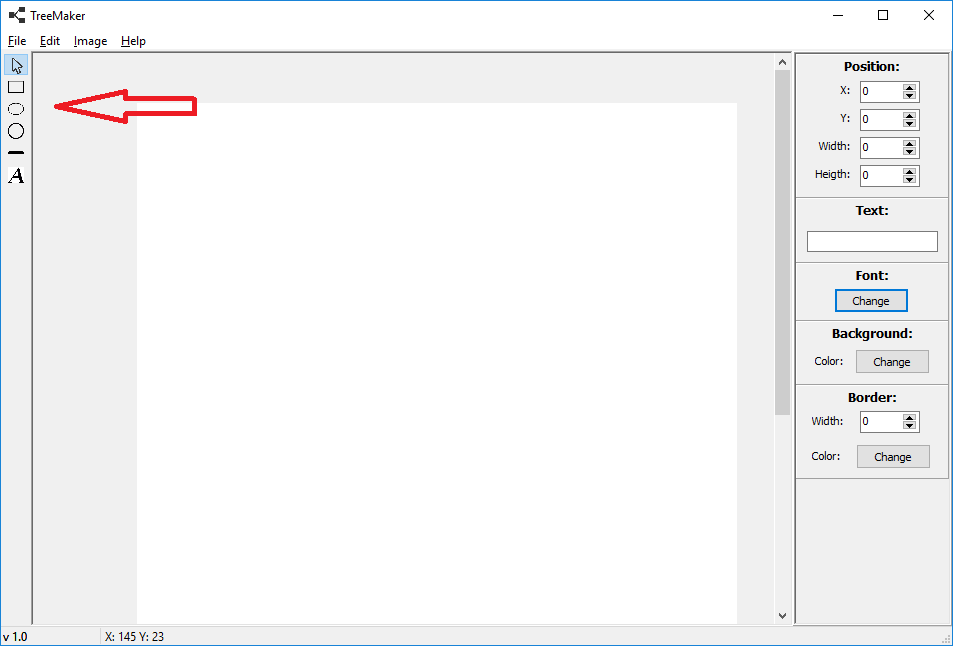 TreeMaker
File Edit Image Help
A
Position:
X: 0
Y: 0
Width: 0
Heigth: 0
Text:
Font:
Change
Background:
Color: Change
Border:
Width: 0
Color: Change
v 1.0 X: 145 Y: 23